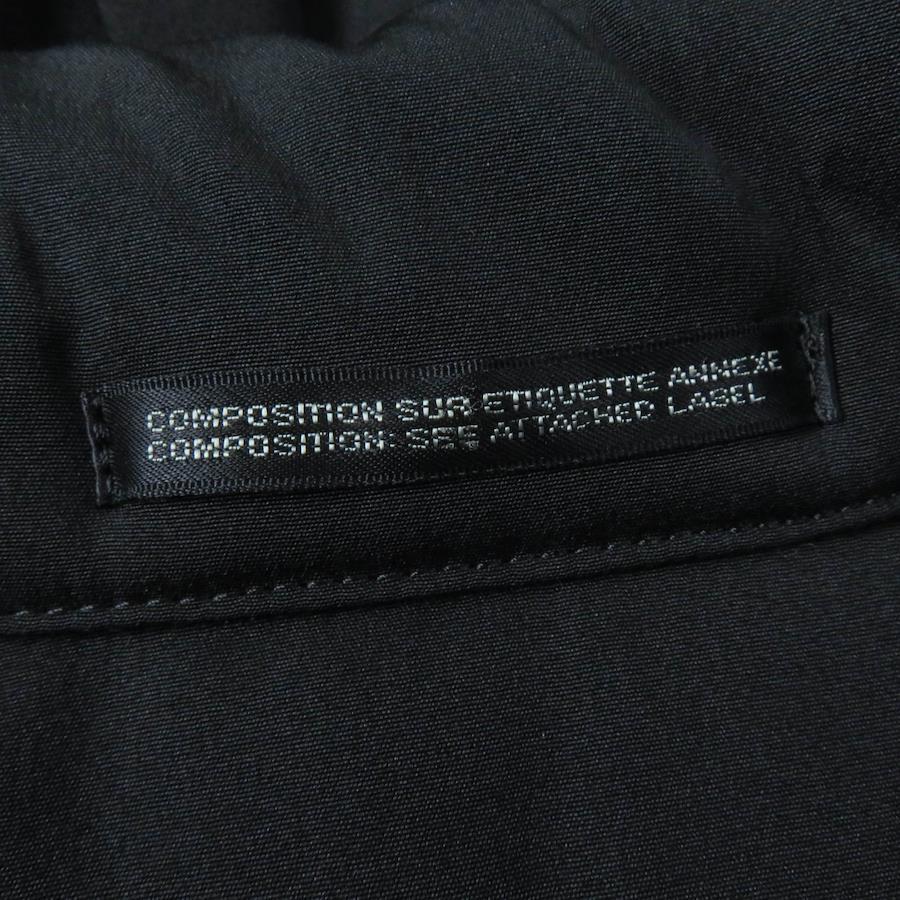 COMPOSITION SUR ETIQUETTE ANNEXE
COMPOSITION: SEE ATTACHED LABEL